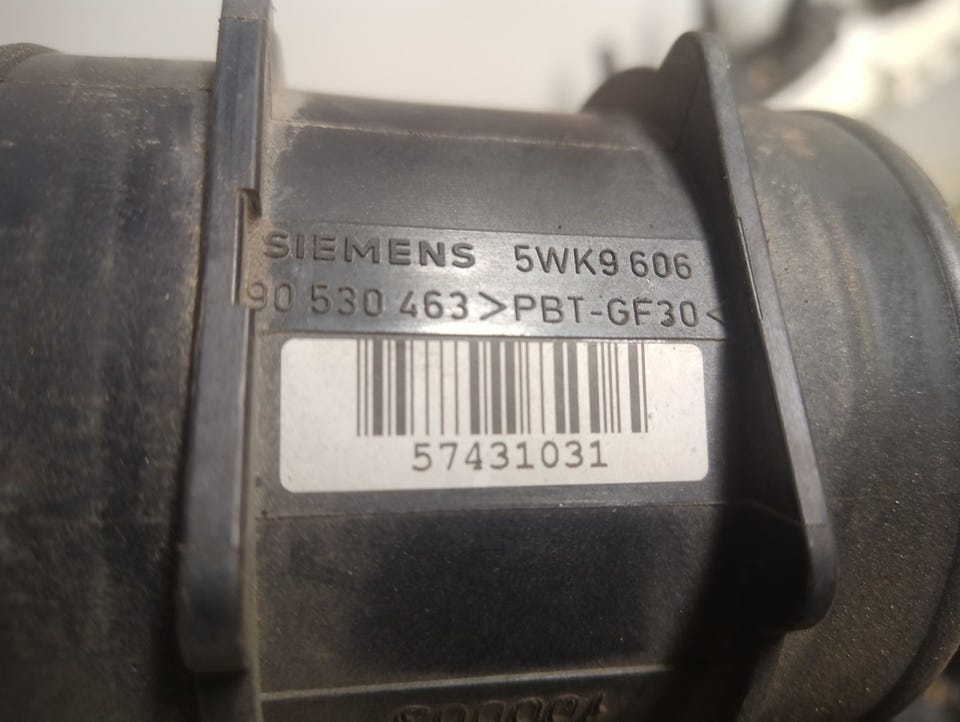 SIEMENS 5WK9 606
90 530 463 >PBT-GF30<
57431031